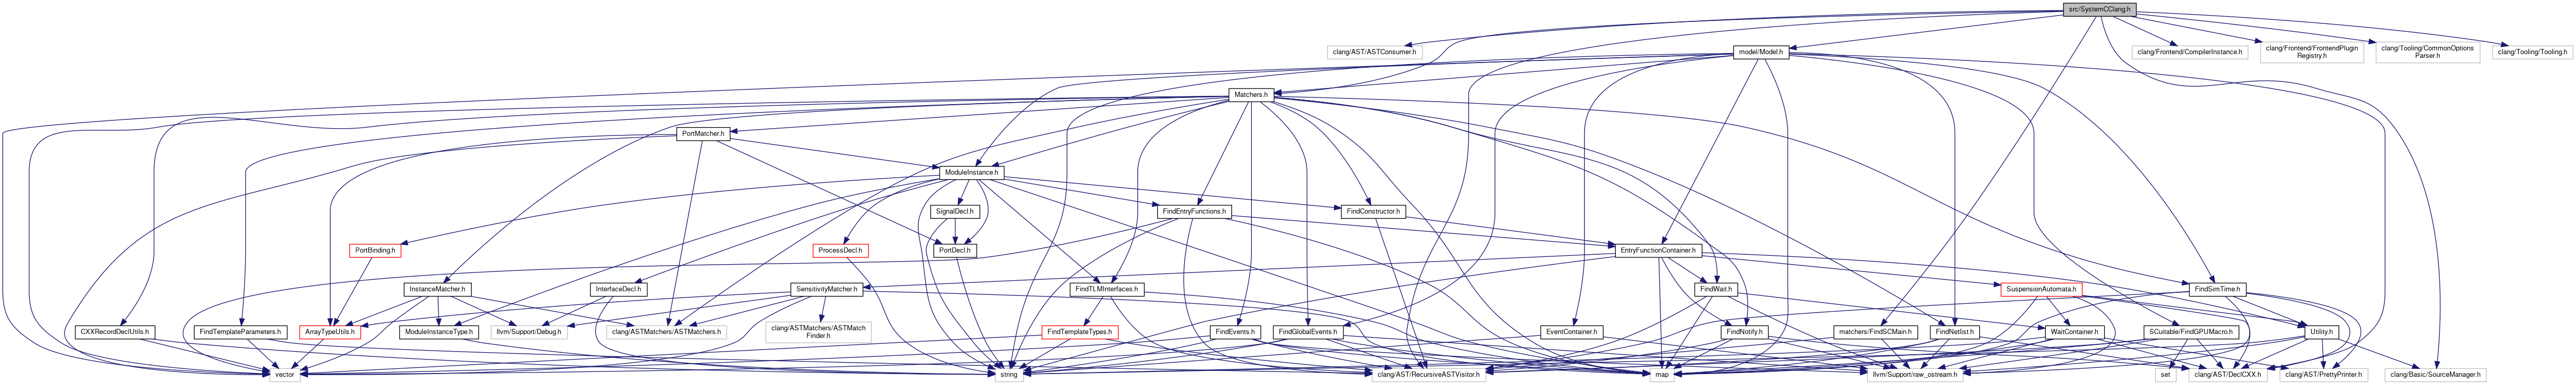 src/SystemCClang.h
clang/AST/ASTConsumer.h
model/Model.h
clang/Frontend/CompilerInstance.h
clang/Frontend/FrontendPlugin
Registry.h
clang/Tooling/CommonOptions
Parser.h
clang/Tooling/Tooling.h
Matchers.h
PortMatcher.h
ModuleInstance.h
SignalDecl.h
FindEntryFunctions.h
FindConstructor.h
PortBinding.h
ProcessDecl.h
PortDecl.h
EntryFunctionContainer.h
InstanceMatcher.h
InterfaceDecl.h
SensitivityMatcher.h
FindTLMInterfaces.h
FindWait.h
SuspensionAutomata.h
FindSimTime.h
CXXRecordDeclUtils.h
FindTemplateParameters.h
ArrayTypeUtils.h
ModuleInstanceType.h
llvm/Support/Debug.h
clang/ASTMatchers/ASTMatchers.h
clang/ASTMatchers/ASTMatch
Finder.h
FindTemplateTypes.h
FindEvents.h
FindGlobalEvents.h
EventContainer.h
FindNotify.h
matchers/FindSCMain.h
FindNetlist.h
WaitContainer.h
SCuitable/FindGPUMacro.h
Utility.h
vector
string
clang/AST/RecursiveASTVisitor.h
map
llvm/Support/raw_ostream.h
set
clang/AST/DeclCXX.h
clang/AST/PrettyPrinter.h
clang/Basic/SourceManager.h